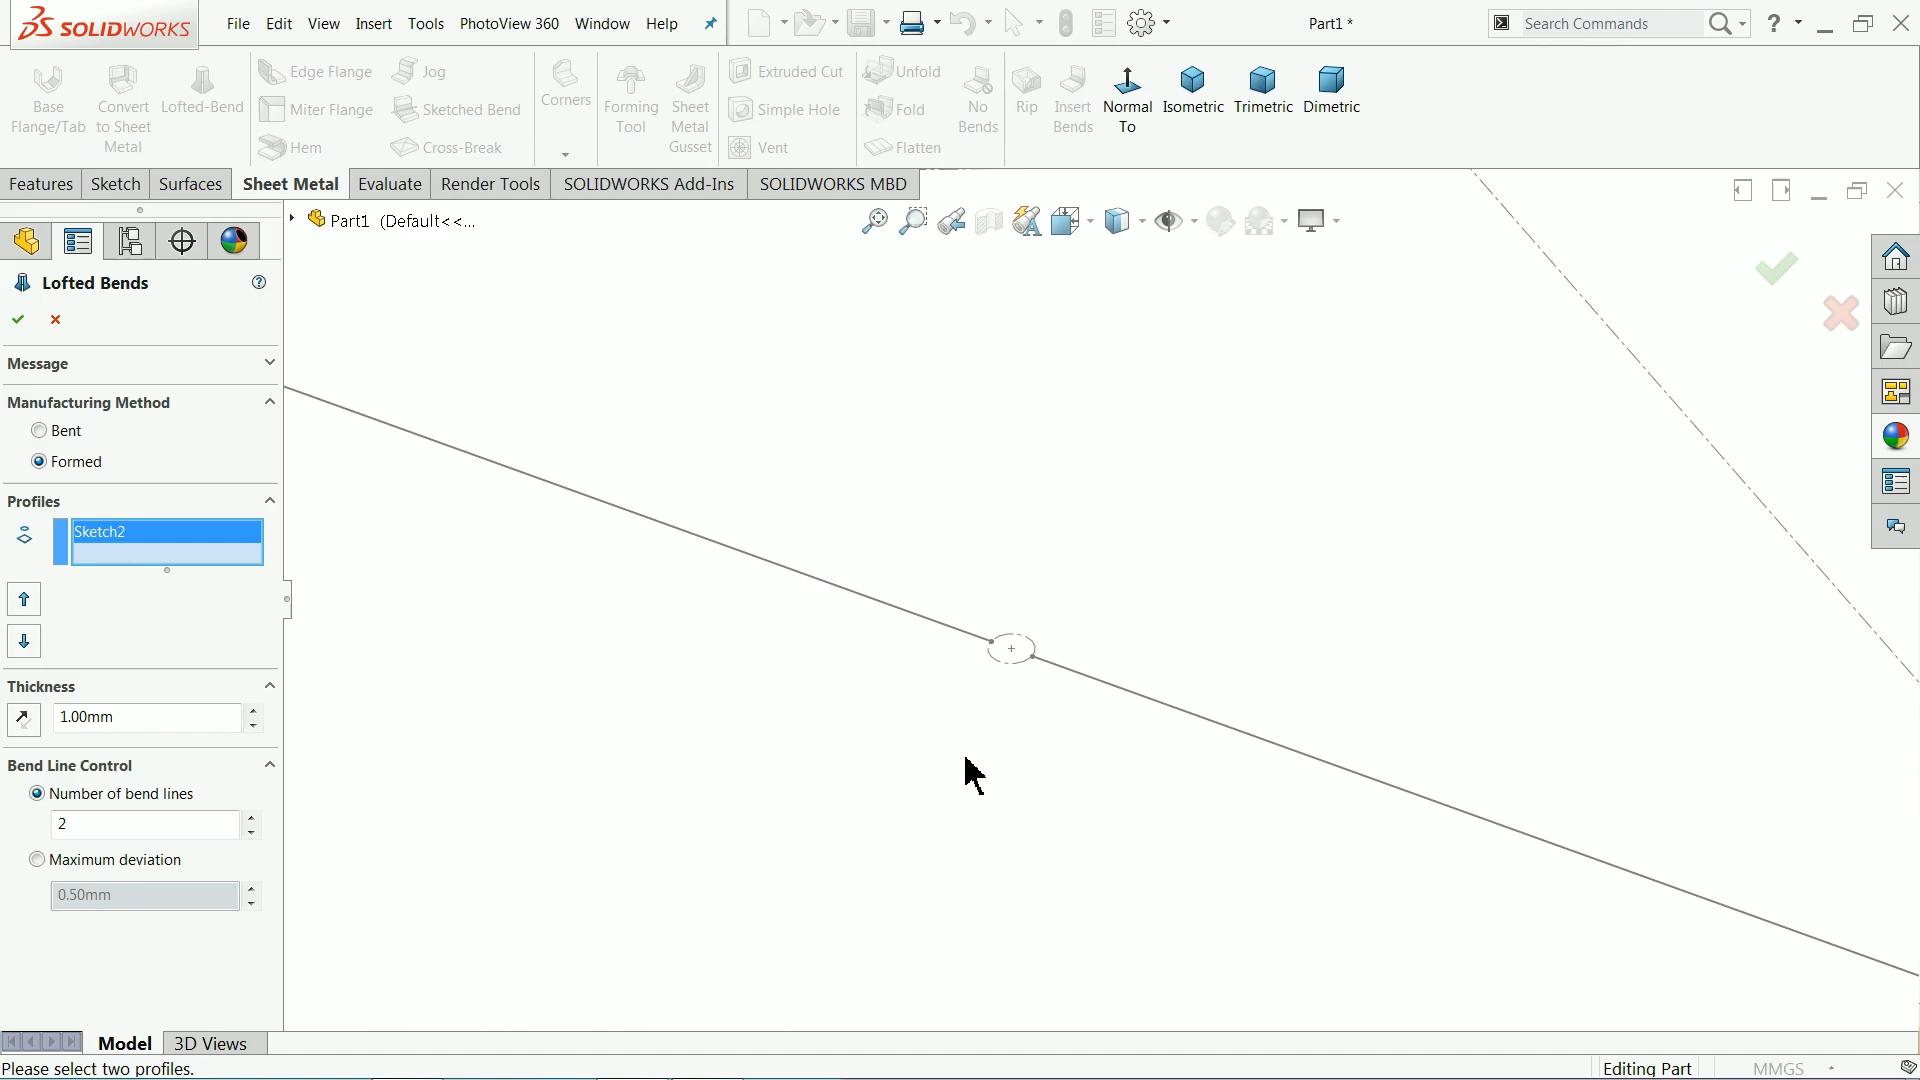 SOLIDWORKS
File Edit View Insert Tools PhotoView 360 Window Help
Part1 *
Search Commands
?
Base Flange/Tab
Convert to Sheet Metal
Lofted-Bend
Edge Flange
Miter Flange
Hem
Jog
Sketched Bend
Cross-Break
Corners
Forming Tool
Sheet Metal Gusset
Extruded Cut
Simple Hole
Vent
Unfold
Fold
Flatten
No Bends
Rip
Insert Bends
Normal To
Isometric
Trimetric
Dimetric
Features Sketch Surfaces Sheet Metal Evaluate Render Tools SOLIDWORKS Add-Ins SOLIDWORKS MBD
Part1 (Default<<...
Lofted Bends
?
Message
Manufacturing Method
Bent
Formed
Profiles
Sketch2
Thickness
1.00mm
Bend Line Control
Number of bend lines
2
Maximum deviation
0.50mm
Model 3D Views
Please select two profiles.
Editing Part
MMGS